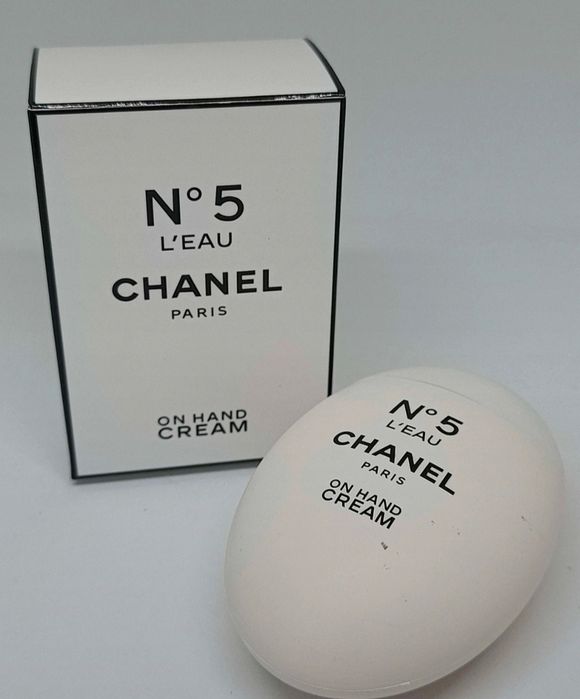 N° 5
L'EAU
CHANEL
PARIS
ON HAND
CREAM
N° 5
L'EAU
CHANEL
PARIS
ON HAND
CREAM